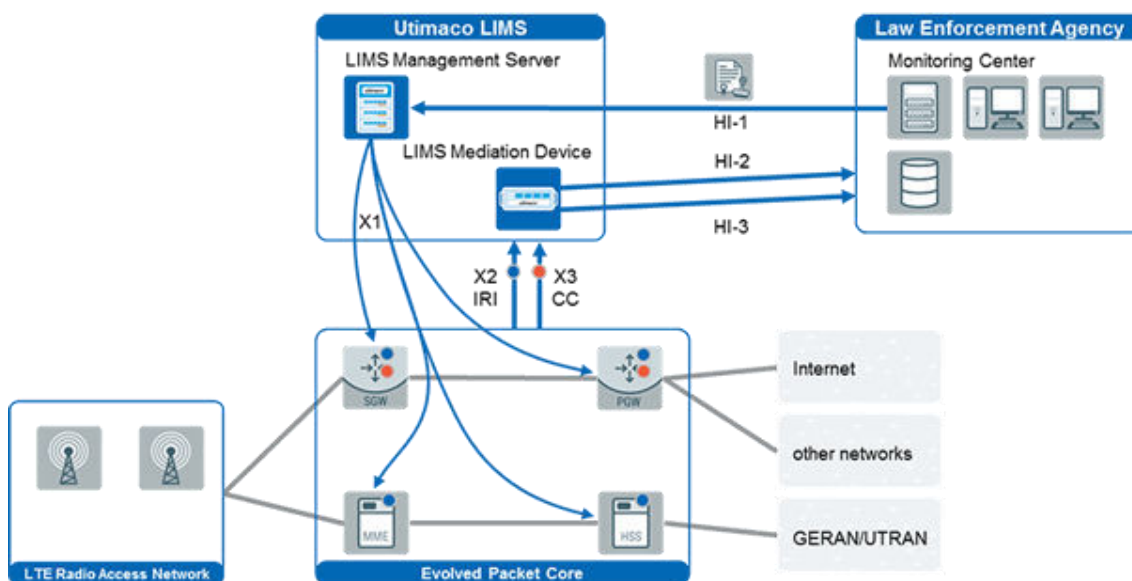 Utimaco LIMS
Law Enforcement Agency
LIMS Management Server
Monitoring Center
utimaco
HI-1
LIMS Mediation Device
HI-2
utimaco
X1
HI-3
X2
X3
IRI
CC
SGW
PGW
Internet
other networks
MME
HSS
GERAN/UTRAN
LTE Radio Access Network
Evolved Packet Core